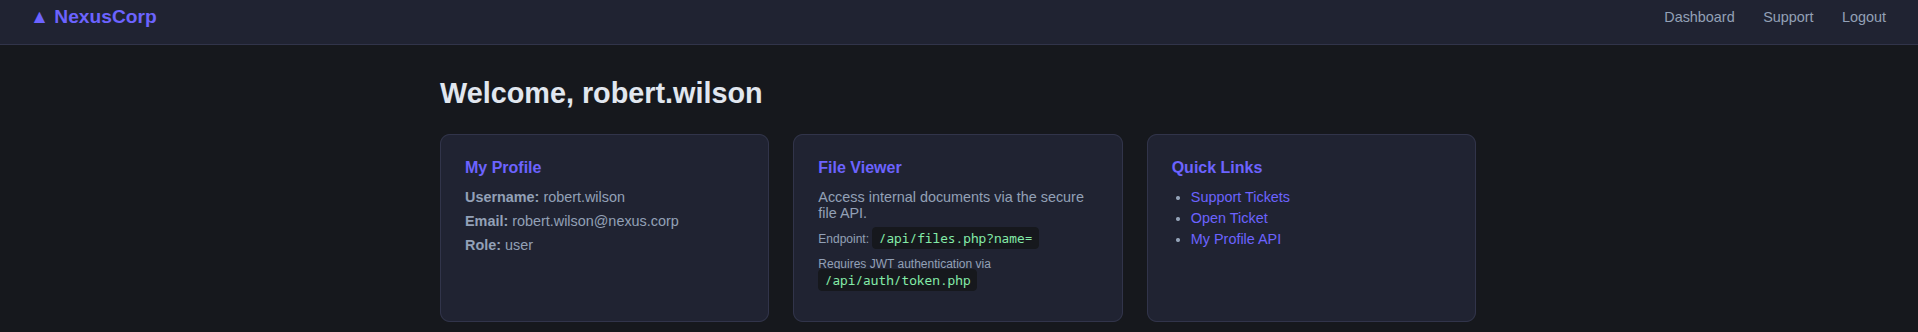 ▲ NexusCorp
Dashboard Support Logout
Welcome, robert.wilson
My Profile
Username: robert.wilson
Email: robert.wilson@nexus.corp
Role: user
File Viewer
Access internal documents via the secure
file API.
Endpoint: /api/files.php?name=
Requires JWT authentication via
/api/auth/token.php
Quick Links
• Support Tickets
• Open Ticket
• My Profile API